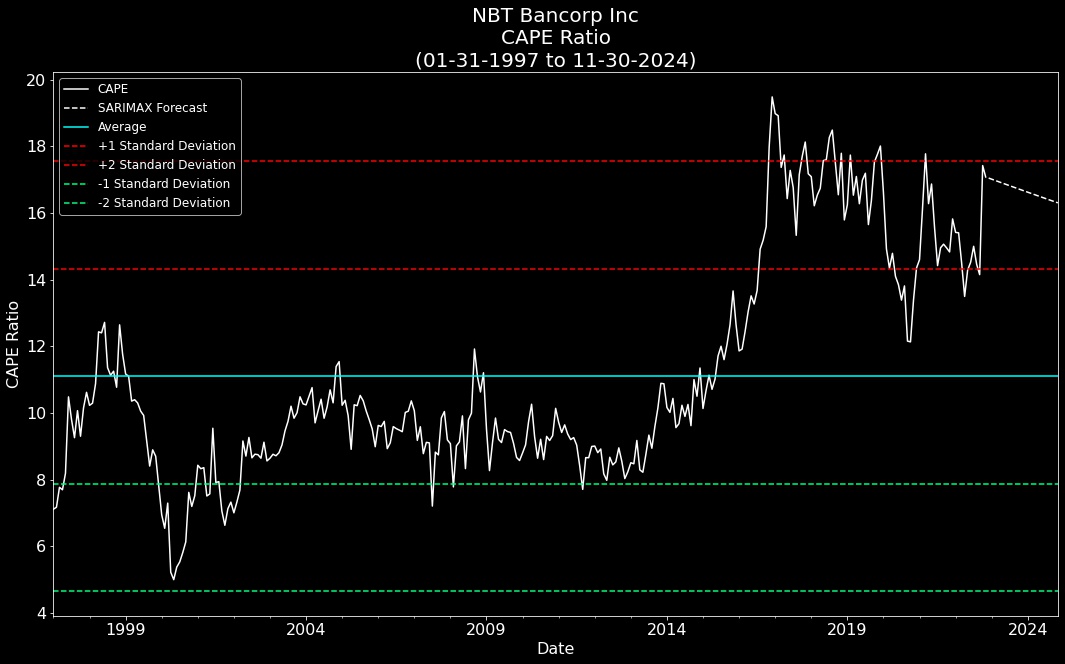 NBT Bancorp Inc
CAPE Ratio
(01-31-1997 to 11-30-2024)
CAPE
SARIMAX Forecast
Average
+1 Standard Deviation
+2 Standard Deviation
-1 Standard Deviation
-2 Standard Deviation
CAPE Ratio
20
18
16
14
12
10
8
6
4
1999 2004 2009 2014 2019 2024
Date